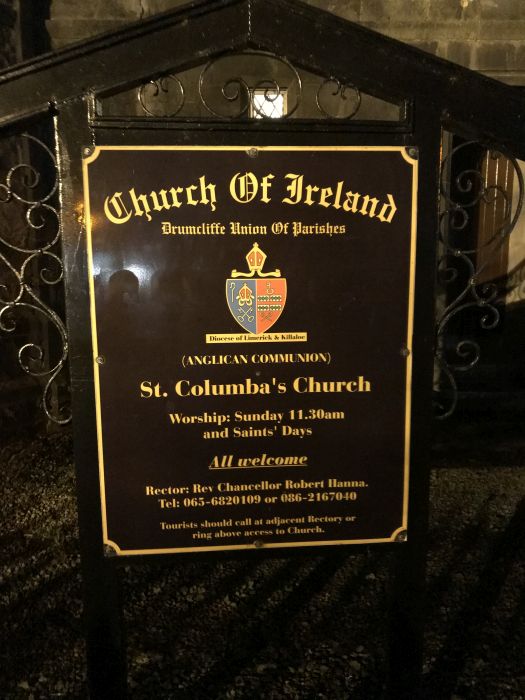 Church Of Ireland
Drumcliffe Union Of Parishes
Diocese of Limerick & Killaloe
(ANGLICAN COMMUNION)
St. Columba's Church
Worship: Sunday 11.30am
and Saints' Days
All welcome
Rector: Rev Chancellor Robert Hanna.
Tel: 065-6820109 or 086-2167040
Tourists should call at adjacent Rectory or
ring above access to Church.